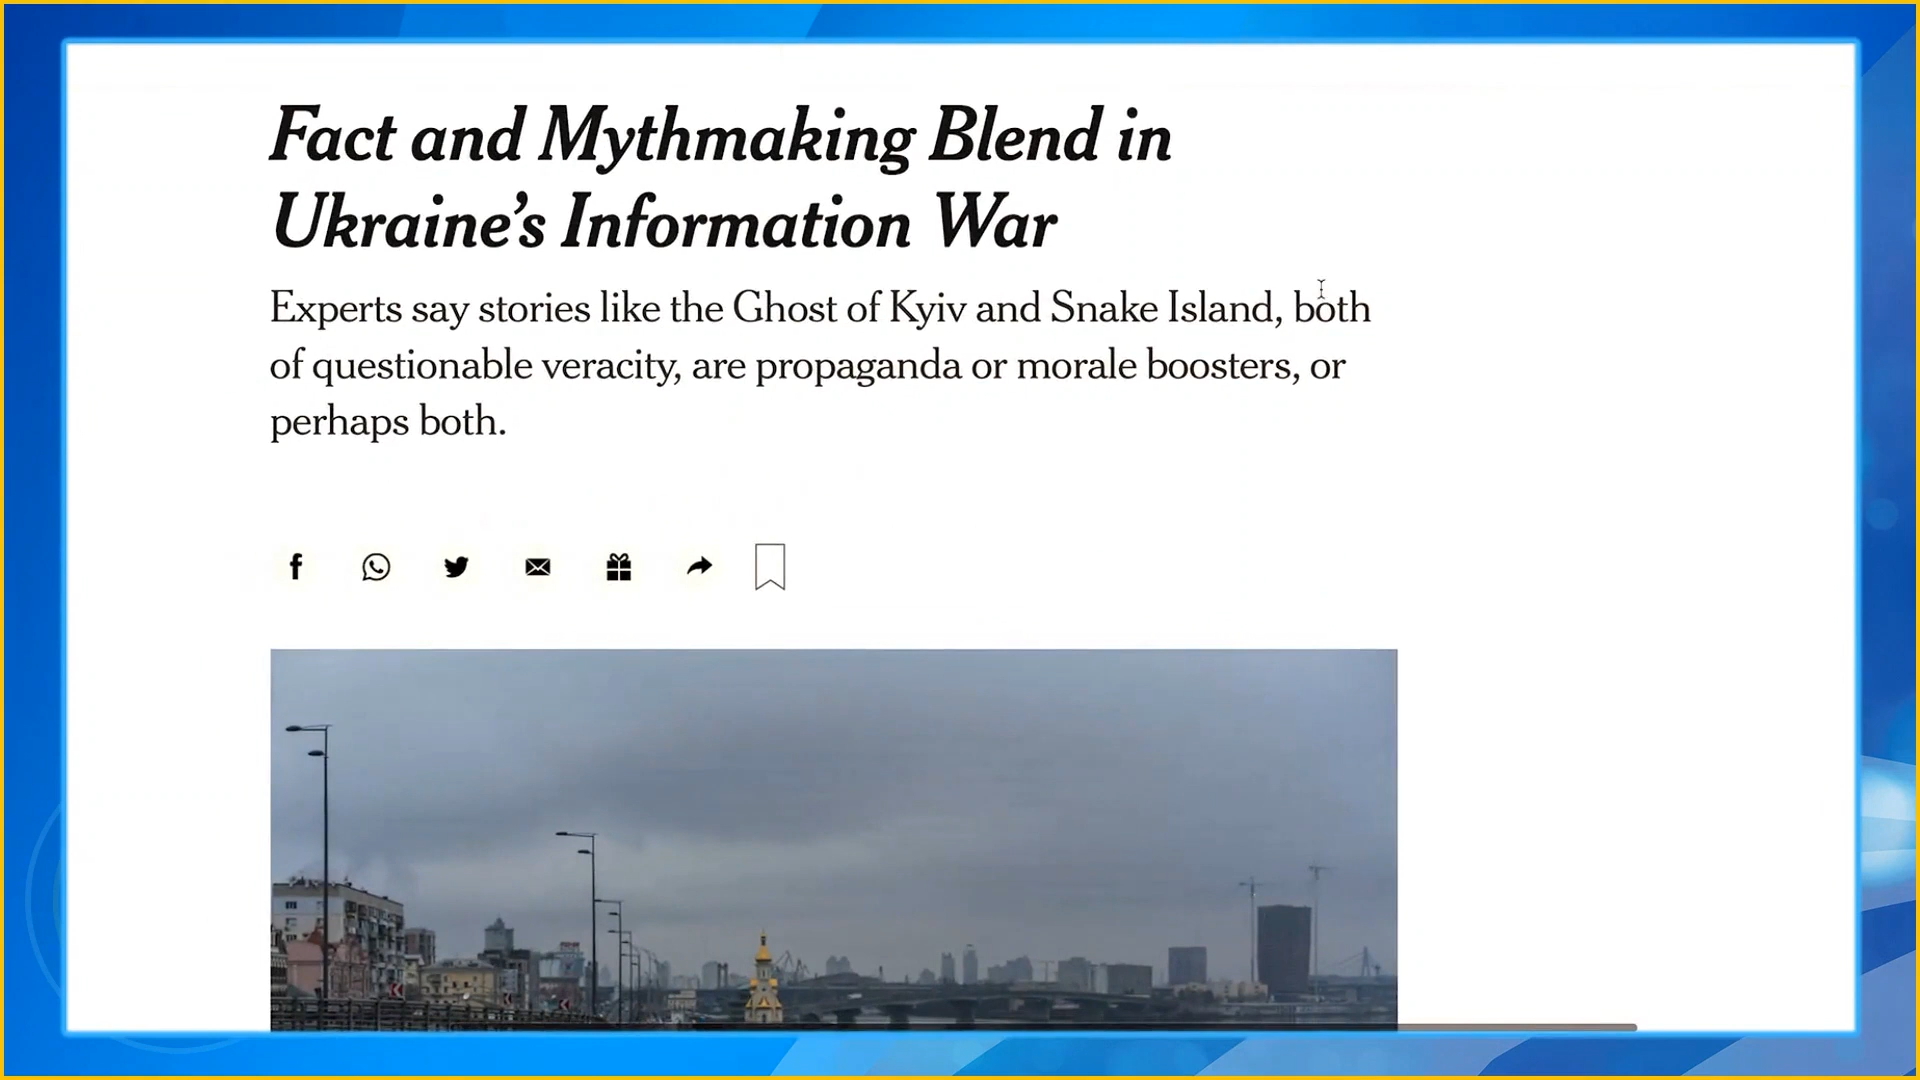 Fact and Mythmaking Blend in
Ukraine’s Information War
Experts say stories like the Ghost of Kyiv and Snake Island, both
of questionable veracity, are propaganda or morale boosters, or
perhaps both.